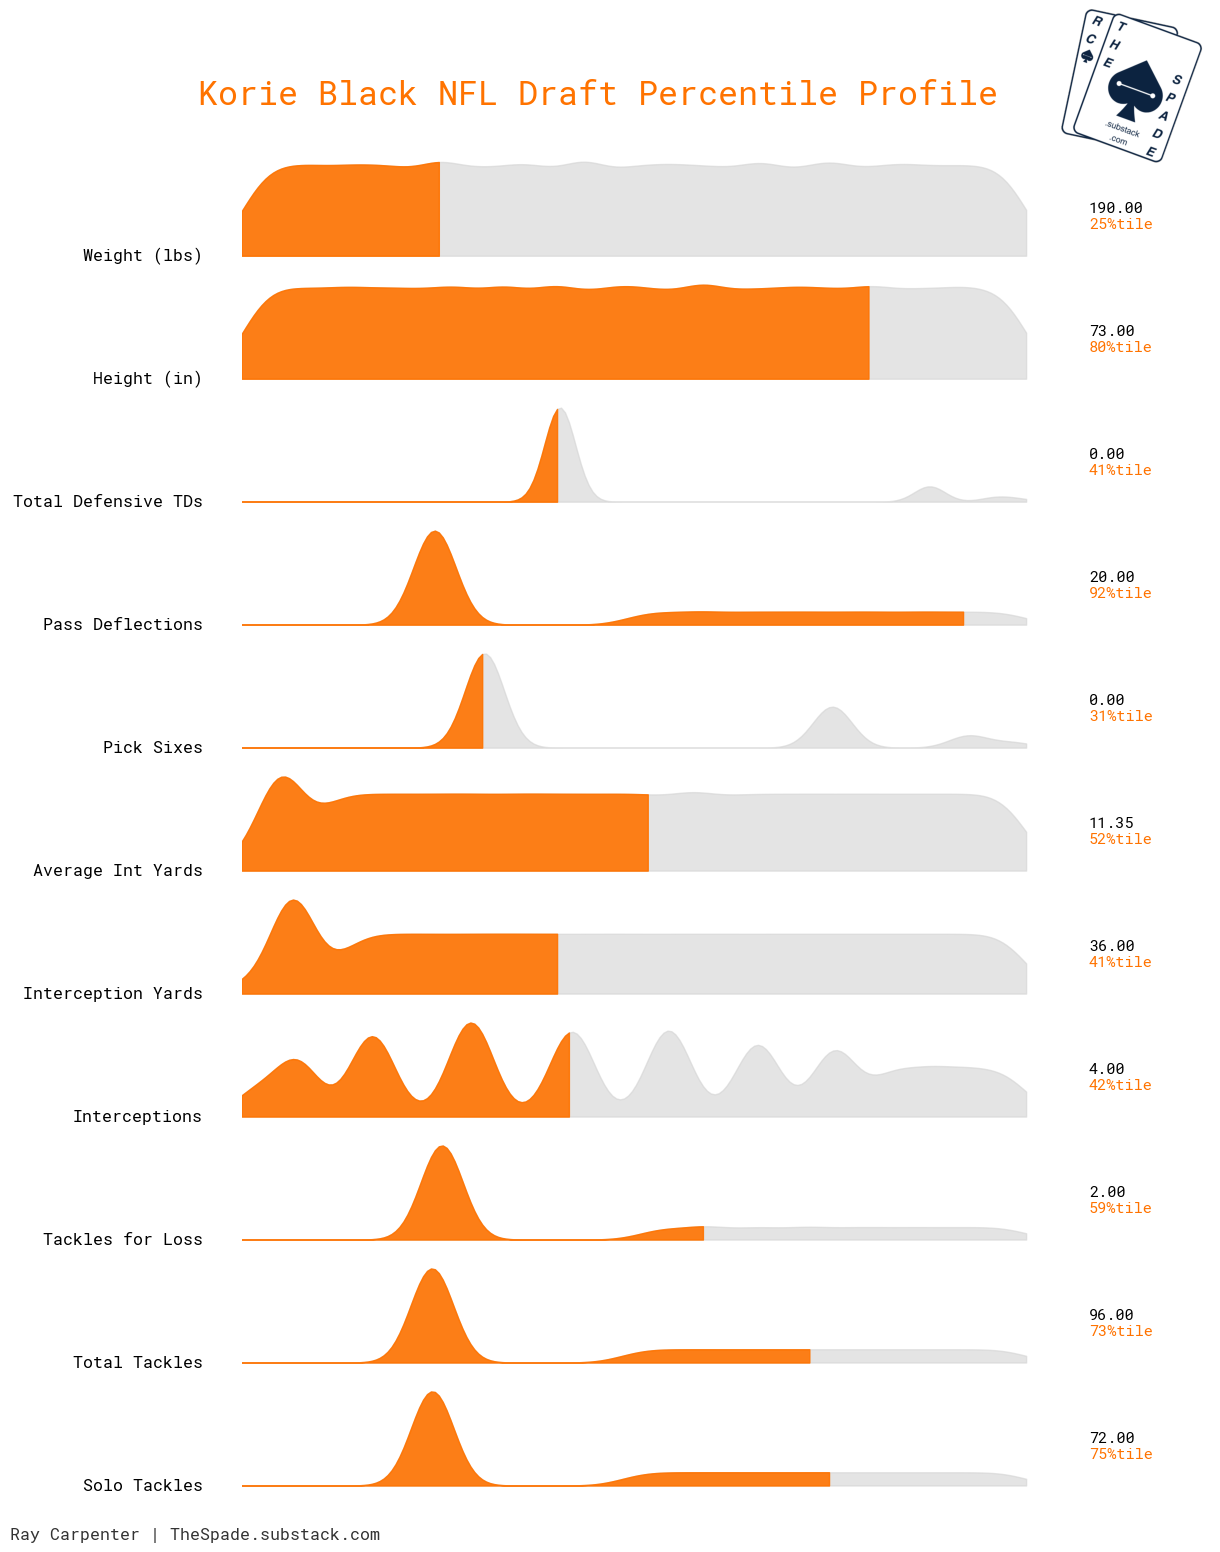 RC
THE
SPADE
.substack
.com
Korie Black NFL Draft Percentile Profile
Weight (lbs)
190.00
25%tile
Height (in)
73.00
80%tile
Total Defensive TDs
0.00
41%tile
Pass Deflections
20.00
92%tile
Pick Sixes
0.00
31%tile
Average Int Yards
11.35
52%tile
Interception Yards
36.00
41%tile
Interceptions
4.00
42%tile
Tackles for Loss
2.00
59%tile
Total Tackles
96.00
73%tile
Solo Tackles
72.00
75%tile
Ray Carpenter | TheSpade.substack.com